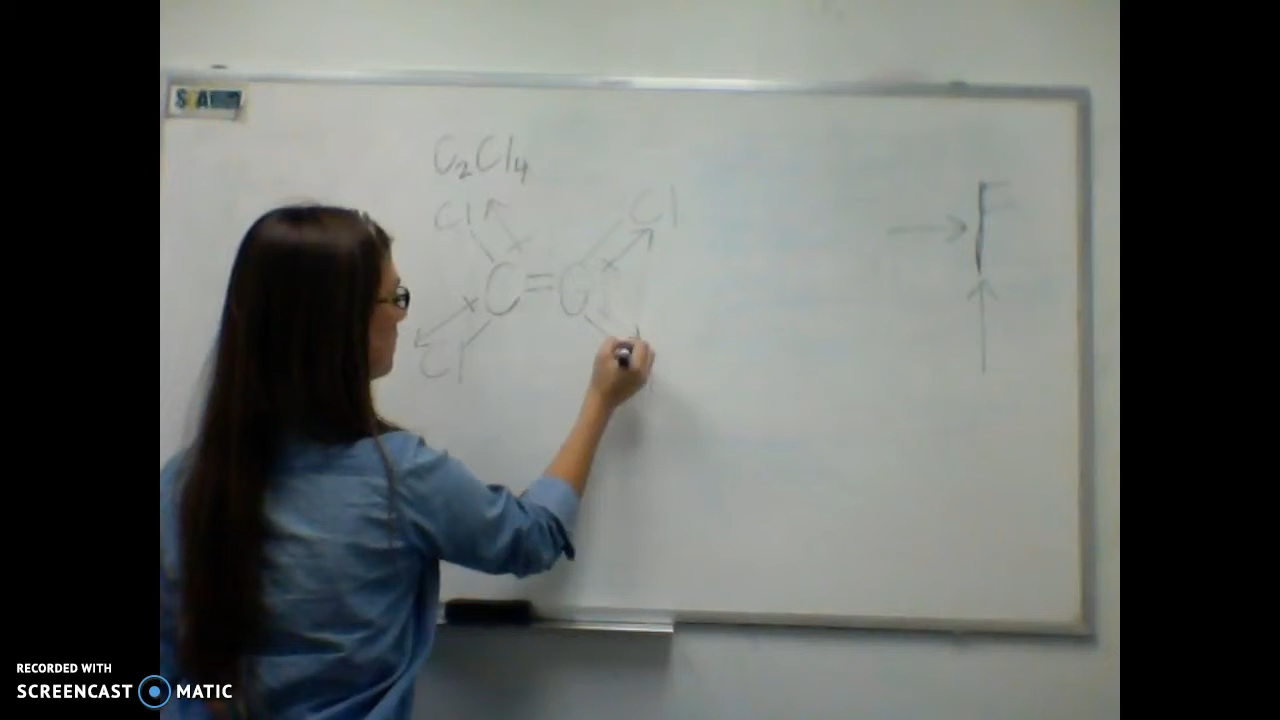 C₂Cl₄
Cl Cl
C=C
Cl
F
RECORDED WITH
SCREENCAST MATIC